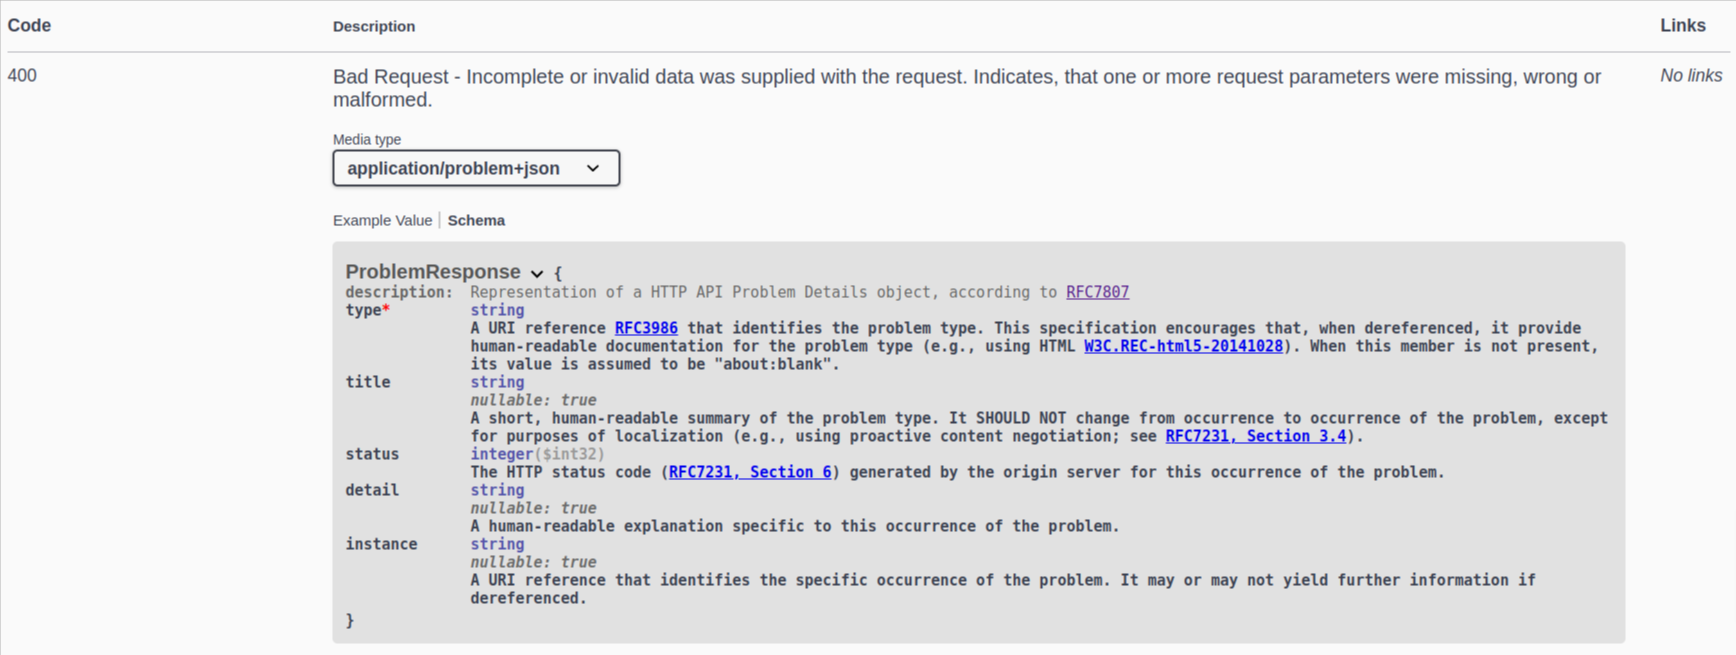 Code Description Links
400 Bad Request - Incomplete or invalid data was supplied with the request. Indicates, that one or more request parameters were missing, wrong or No links
malformed.
Media type
application/problem+json
Example Value | Schema
ProblemResponse {
description: Representation of a HTTP API Problem Details object, according to RFC7807
type* string
A URI reference RFC3986 that identifies the problem type. This specification encourages that, when dereferenced, it provide
human-readable documentation for the problem type (e.g., using HTML W3C.REC-html5-20141028). When this member is not present,
its value is assumed to be "about:blank".
title string
nullable: true
A short, human-readable summary of the problem type. It SHOULD NOT change from occurrence to occurrence of the problem, except
for purposes of localization (e.g., using proactive content negotiation; see RFC7231, Section 3.4).
status integer($int32)
The HTTP status code (RFC7231, Section 6) generated by the origin server for this occurrence of the problem.
detail string
nullable: true
A human-readable explanation specific to this occurrence of the problem.
instance string
nullable: true
A URI reference that identifies the specific occurrence of the problem. It may or may not yield further information if
dereferenced.
}